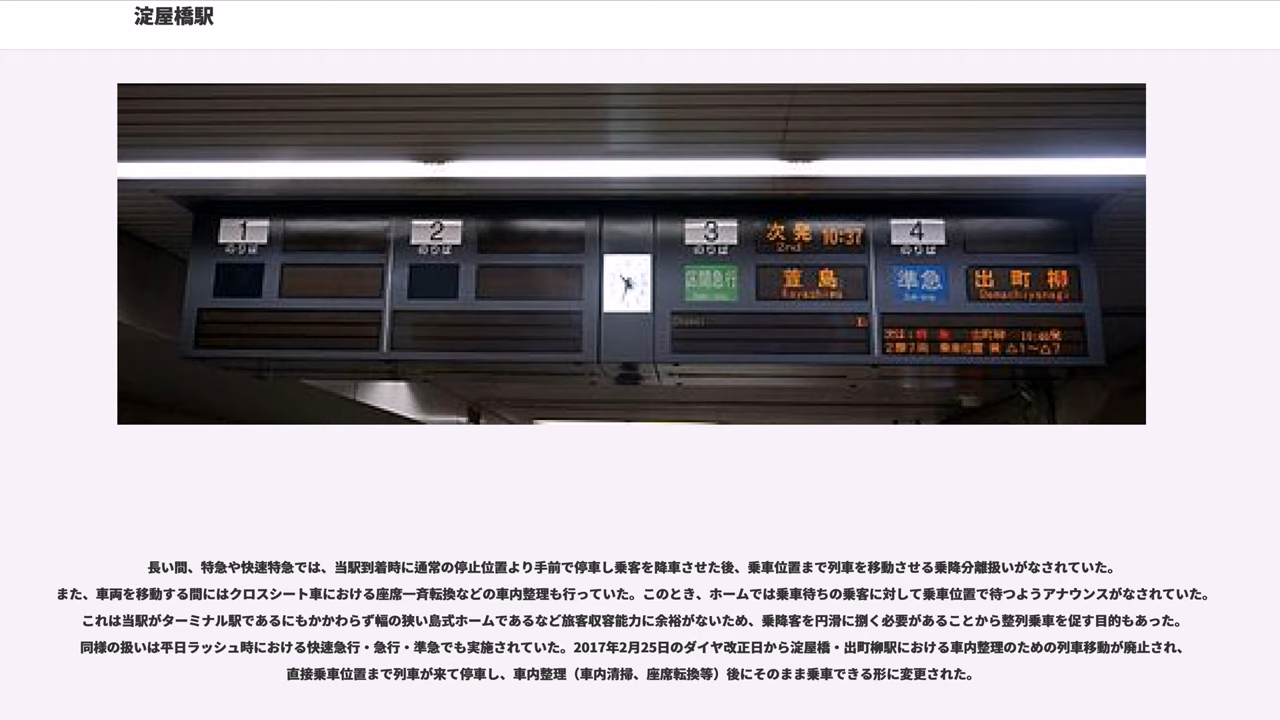 淀屋橋駅
1
のりば
2
のりば
3
のりば
次発 10:37
2nd
区間急行
萱島
Kayashima
4
のりば
準急
出町柳
Demachiyanagi
長い間、特急や快速特急では、当駅到着時に通常の停止位置より手前で停車し乗客を降車させた後、乗車位置まで列車を移動させる乗降分離扱いがなされていた。
また、車両を移動する間にはクロスシート車における座席一斉転換などの車内整理も行っていた。このとき、ホームでは乗車待ちの乗客に対して乗車位置で待つようアナウンスがなされていた。
これは当駅がターミナル駅であるにもかかわらず幅の狭い島式ホームであるなど旅客収容能力に余裕がないため、乗降客を円滑に捌く必要があることから整列乗車を促す目的もあった。
同様の扱いは平日ラッシュ時における快速急行・急行・準急でも実施されていた。2017年2月25日のダイヤ改正日から淀屋橋・出町柳駅における車内整理のための列車移動が廃止され、
直接乗車位置まで列車が来て停車し、車内整理（車内清掃、座席転換等）後にそのまま乗車できる形に変更された。